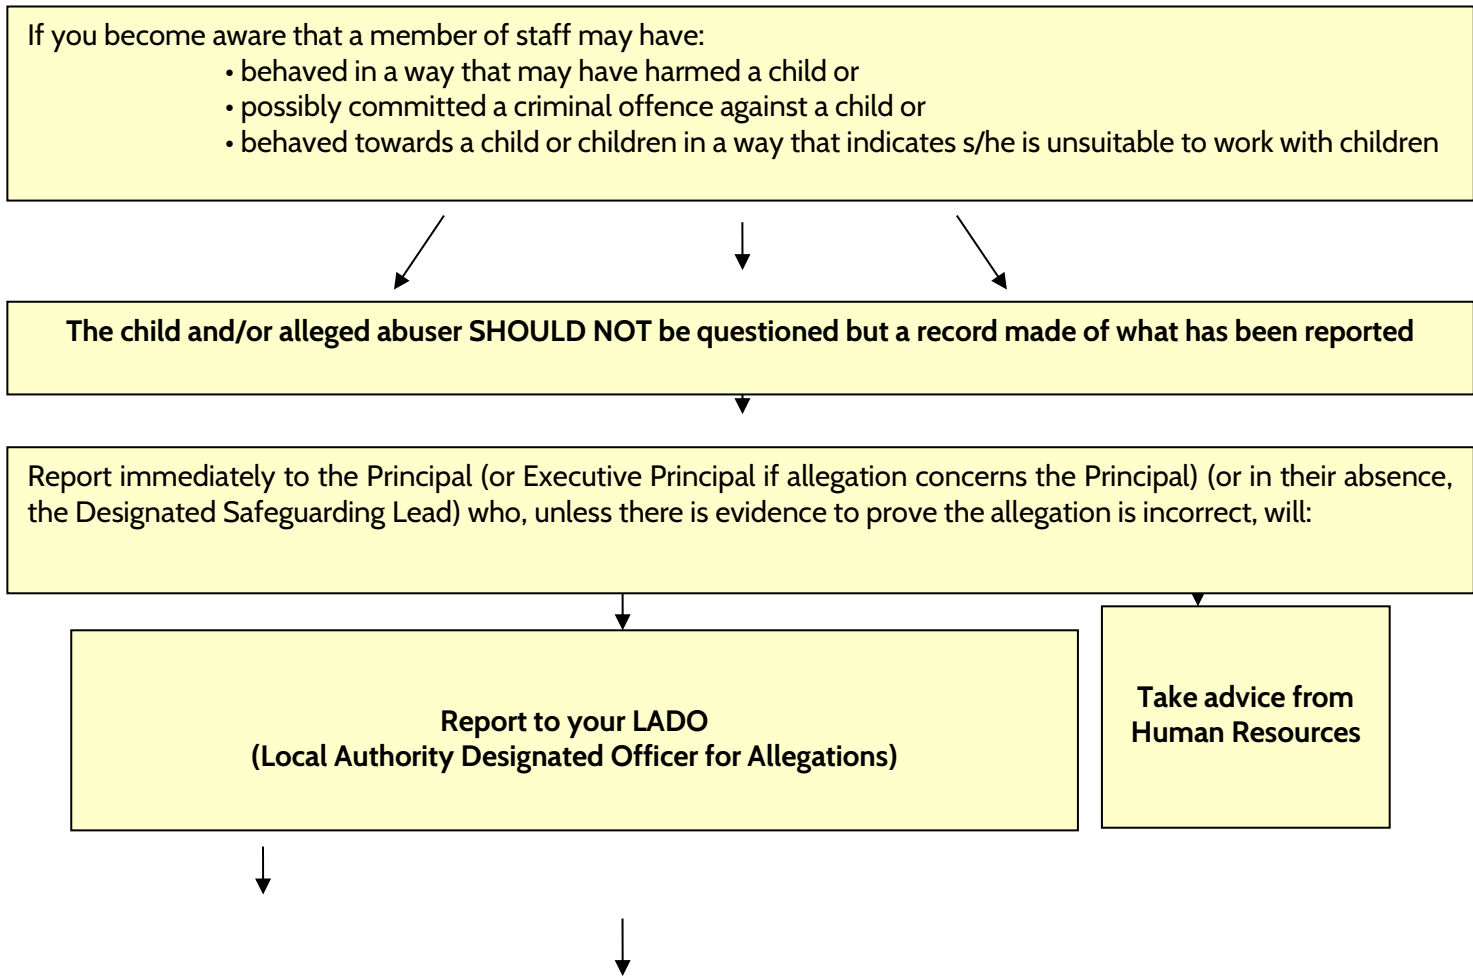 If you become aware that a member of staff may have:
• behaved in a way that may have harmed a child or
• possibly committed a criminal offence against a child or
• behaved towards a child or children in a way that indicates s/he is unsuitable to work with children
The child and/or alleged abuser SHOULD NOT be questioned but a record made of what has been reported
Report immediately to the Principal (or Executive Principal if allegation concerns the Principal) (or in their absence,
the Designated Safeguarding Lead) who, unless there is evidence to prove the allegation is incorrect, will:
Report to your LADO
(Local Authority Designated Officer for Allegations)
Take advice from
Human Resources